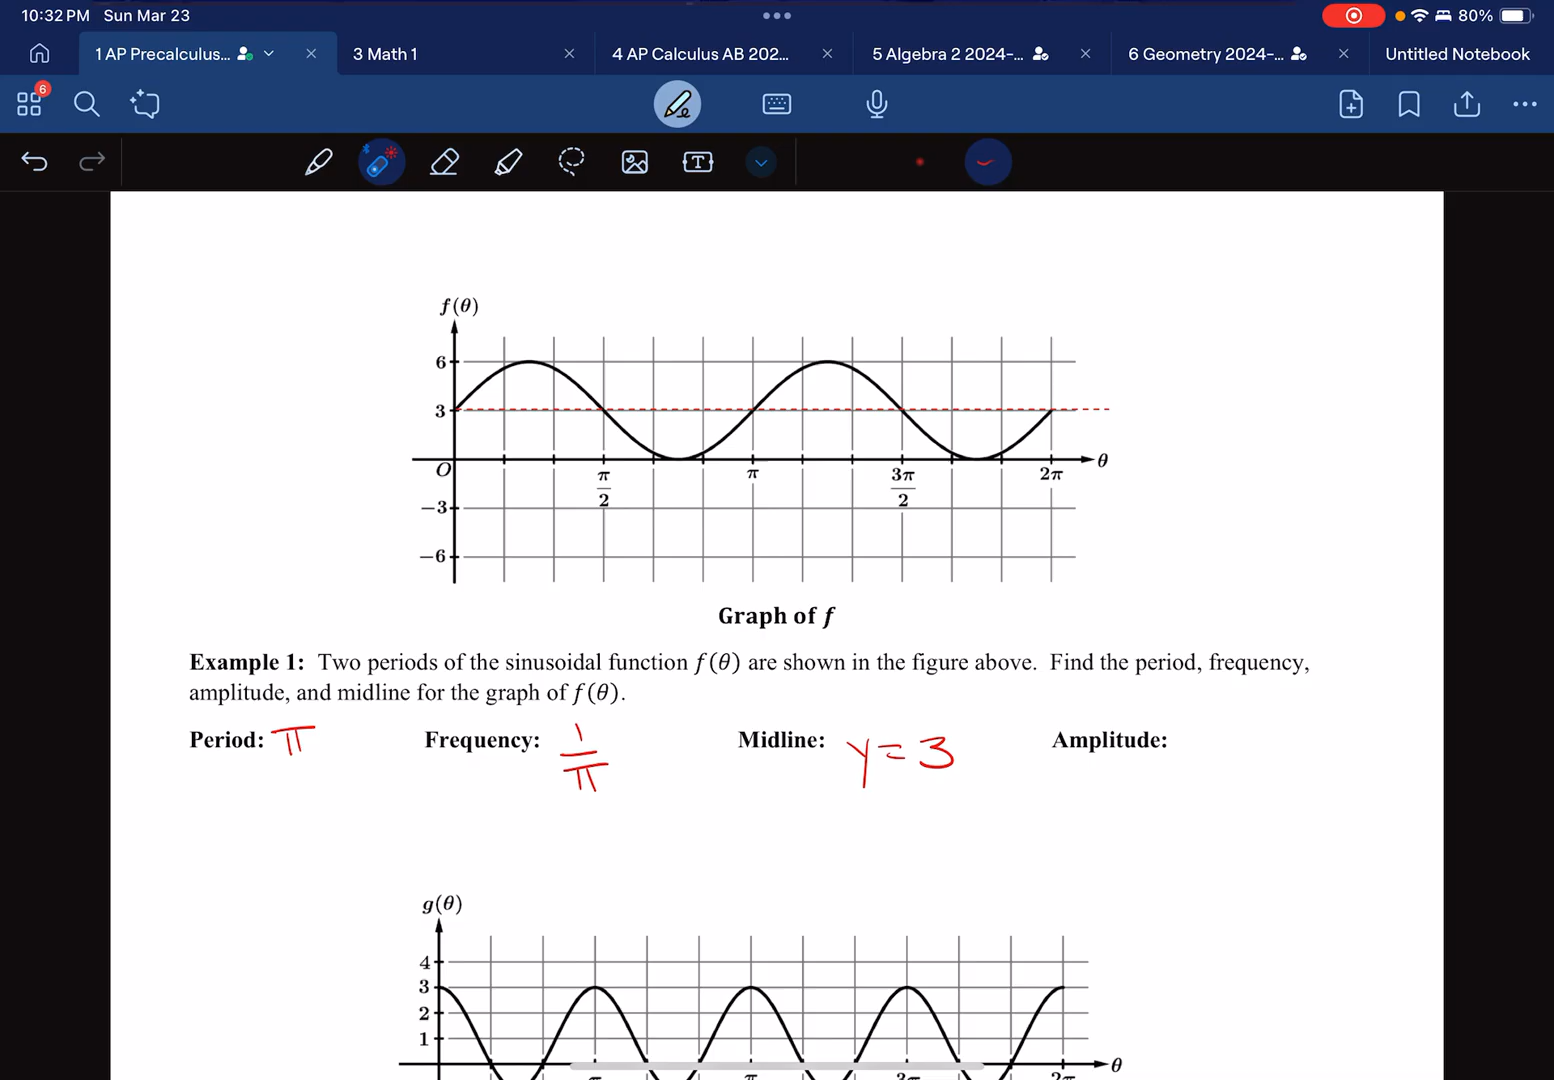 10:32 PM Sun Mar 23
80%
1 AP Precalculus...
3 Math 1
4 AP Calculus AB 202...
5 Algebra 2 2024-...
6 Geometry 2024-...
Untitled Notebook
6
T
f(θ)
6
3
O
π/2
π
3π/2
2π
θ
−3
−6
Graph of f
Example 1: Two periods of the sinusoidal function f(θ) are shown in the figure above. Find the period, frequency,
amplitude, and midline for the graph of f(θ).
Period: π Frequency: 1/π Midline: y = 3 Amplitude:
g(θ)
4
3
2
1
θ
π
3π
2π